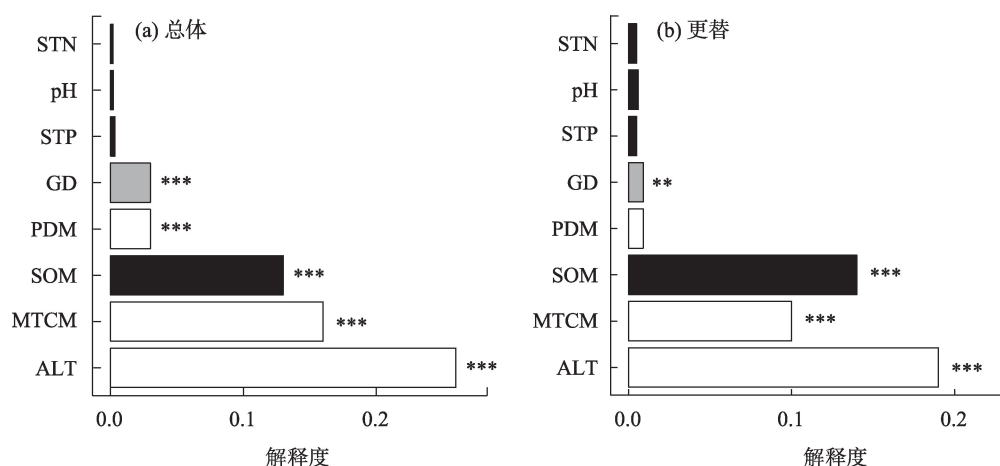 (a) 总体
STN
pH
STP
GD
***
PDM
***
SOM
***
MTCM
***
ALT
***
0.0
0.1
0.2
解释度
(b) 更替
STN
pH
STP
GD
**
PDM
SOM
***
MTCM
***
ALT
***
0.0
0.1
0.2
解释度